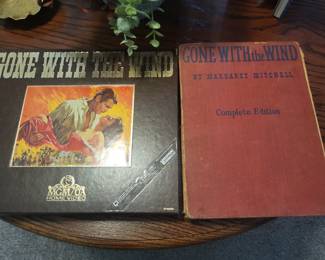 GONE WITH THE WIND
MGM/UA
HOME VIDEO
GONE WITH the WIND
BY MARGARET MITCHELL
Complete Edition